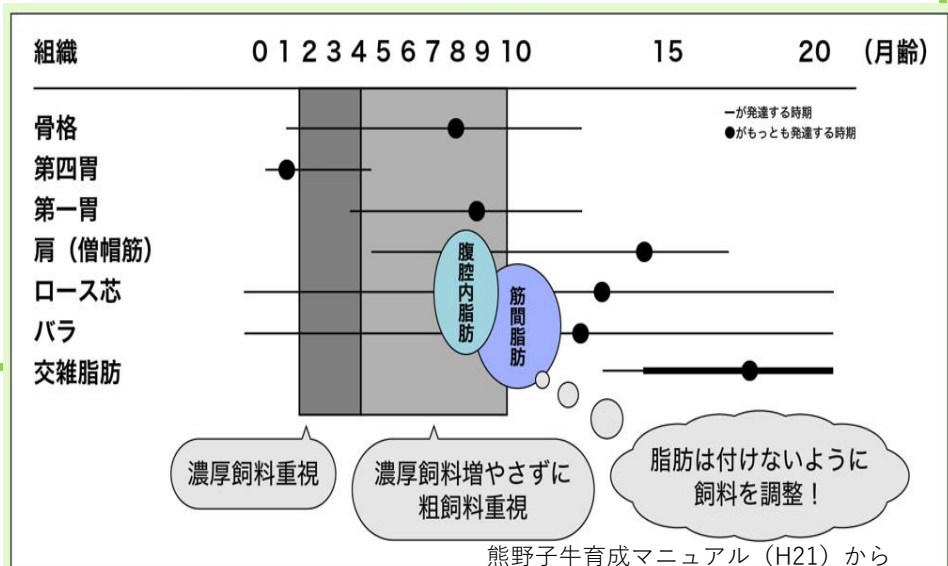 組織 0 1 2 3 4 5 6 7 8 9 10 15 20 (月齢)
ーが発達する時期
●がもっとも発達する時期
骨格
第四胃
第一胃
肩(僧帽筋)
ロース芯
バラ
交雑脂肪
腹腔内脂肪
筋間脂肪
濃厚飼料重視
濃厚飼料増やさずに
粗飼料重視
脂肪は付けないように
飼料を調整!
熊野子牛育成マニュアル(H21)から